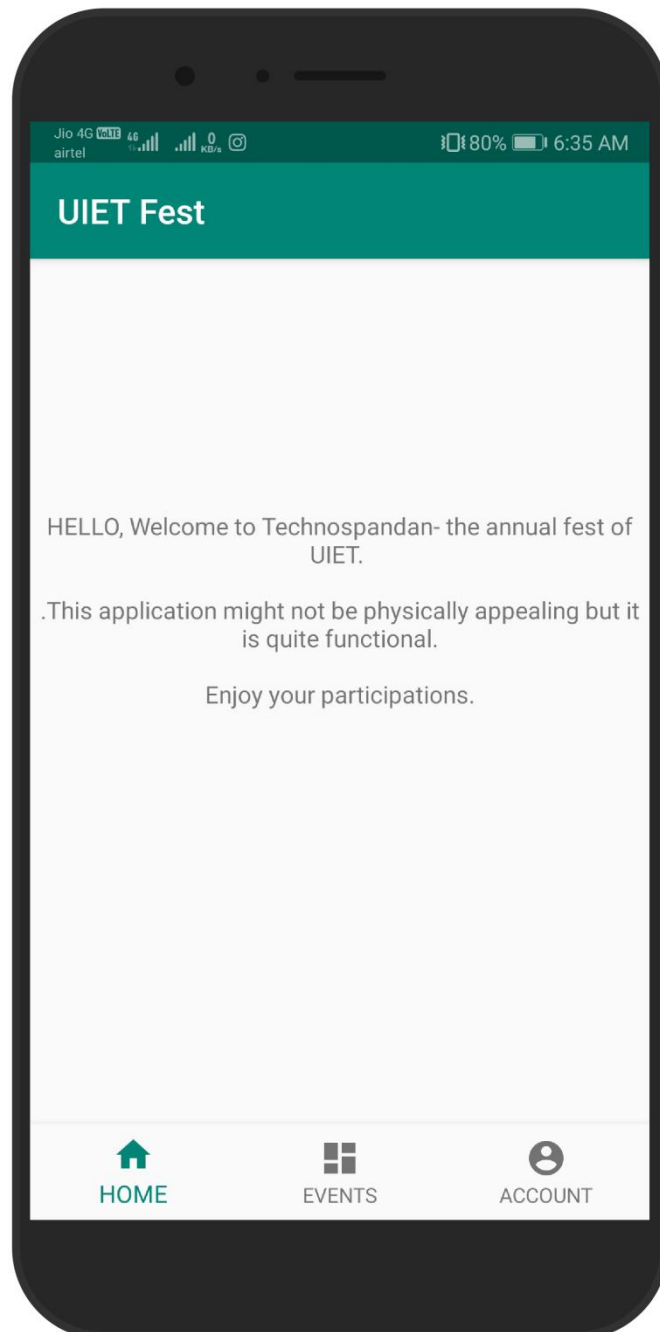 Jio 4G VoLTE 4G 0 KB/s 80% 6:35 AM
airtel
UIET Fest
HELLO, Welcome to Technospandan- the annual fest of
UIET.
.This application might not be physically appealing but it
is quite functional.
Enjoy your participations.
HOME EVENTS ACCOUNT